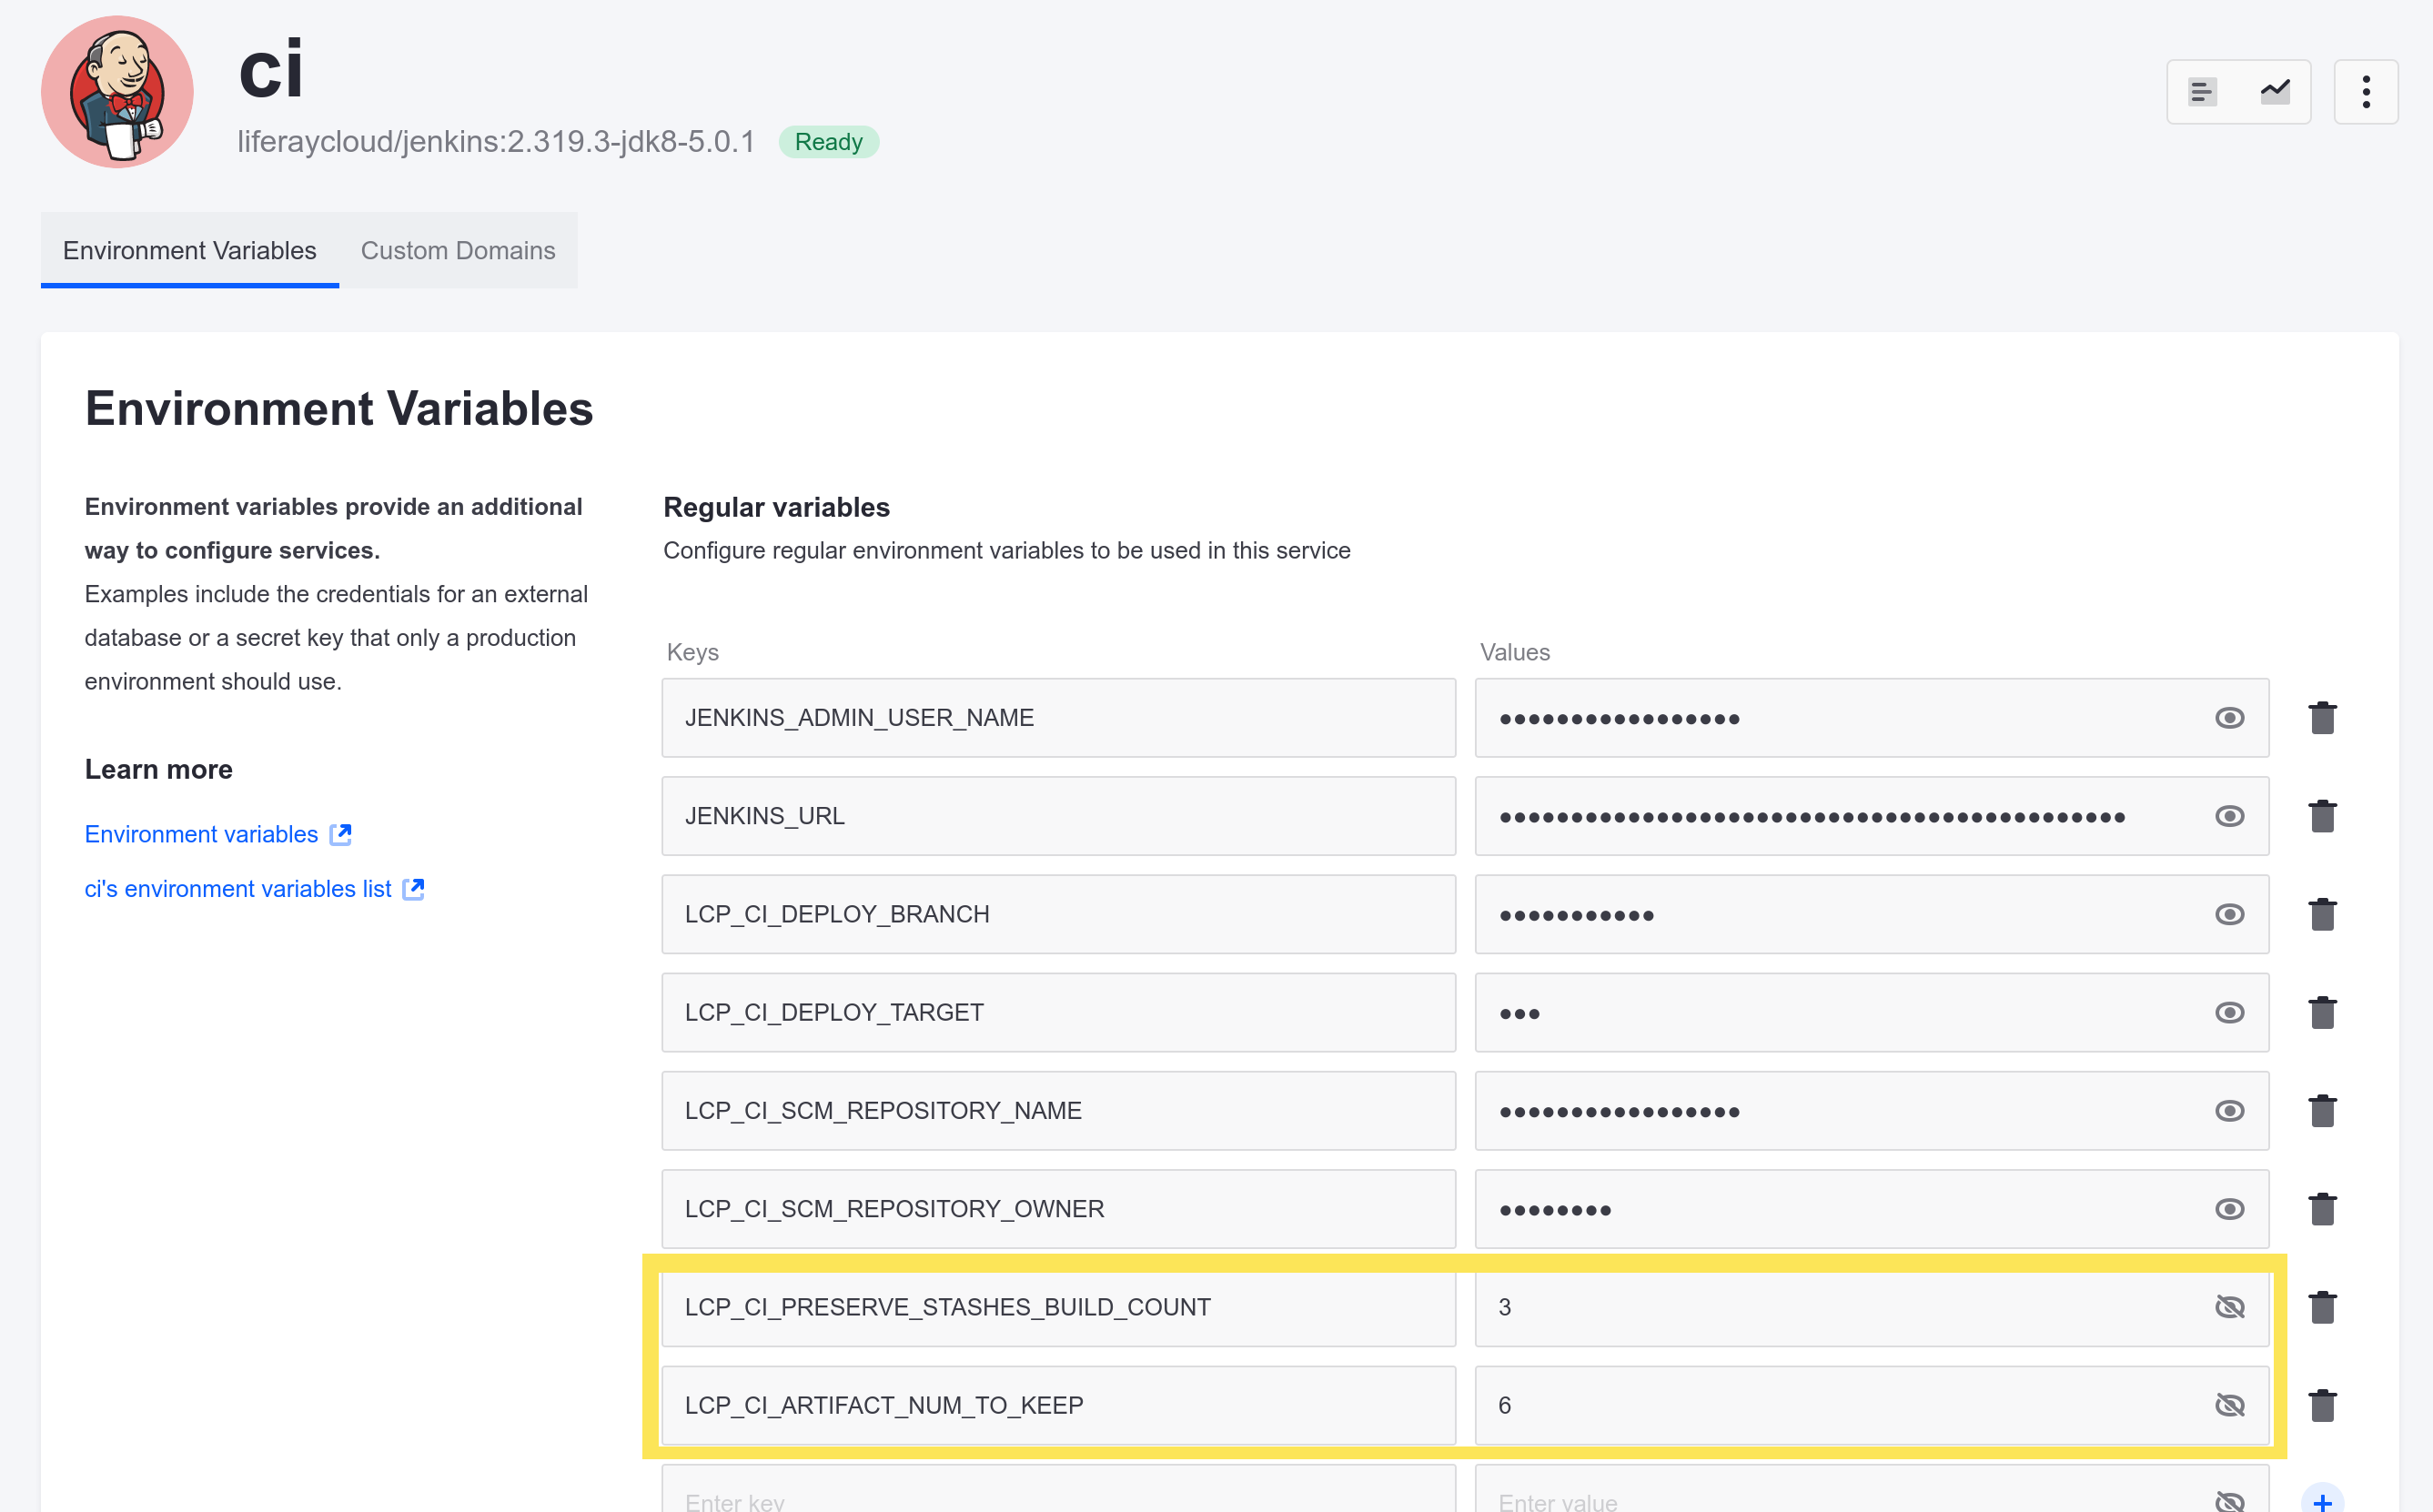 ci
liferaycloud/jenkins:2.319.3-jdk8-5.0.1 Ready
Environment Variables Custom Domains
Environment Variables
Environment variables provide an additional
way to configure services.
Examples include the credentials for an external
database or a secret key that only a production
environment should use.
Learn more
Environment variables
ci's environment variables list
Regular variables
Configure regular environment variables to be used in this service
Keys Values
JENKINS_ADMIN_USER_NAME
JENKINS_URL
LCP_CI_DEPLOY_BRANCH
LCP_CI_DEPLOY_TARGET
LCP_CI_SCM_REPOSITORY_NAME
LCP_CI_SCM_REPOSITORY_OWNER
LCP_CI_PRESERVE_STASHES_BUILD_COUNT 3
LCP_CI_ARTIFACT_NUM_TO_KEEP 6
Enter key Enter value